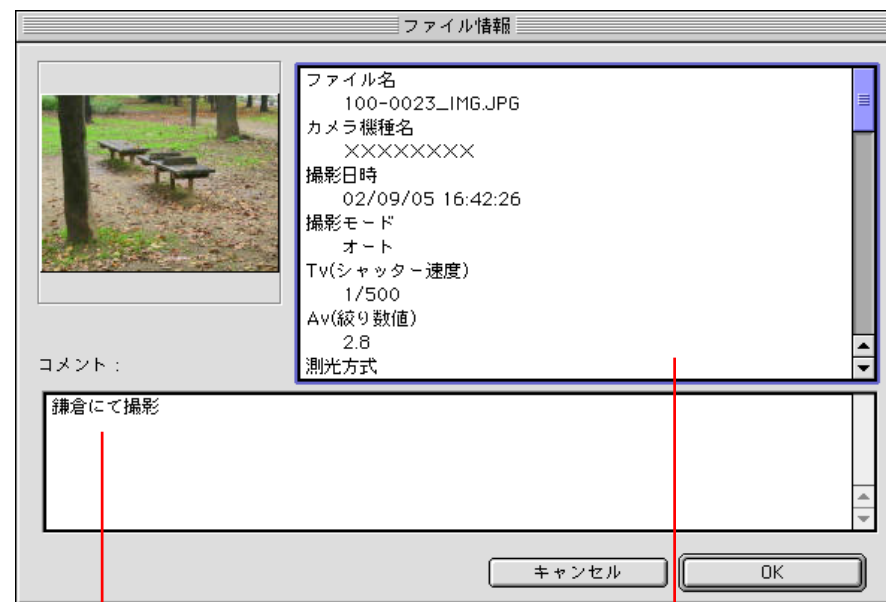 ファイル情報
ファイル名
100-0023_IMG.JPG
カメラ機種名
××××××××
撮影日時
02/09/05 16:42:26
撮影モード
オート
Tv(シャッター速度)
1/500
Av(絞り数値)
2.8
測光方式
コメント：
鎌倉にて撮影
キャンセル
OK